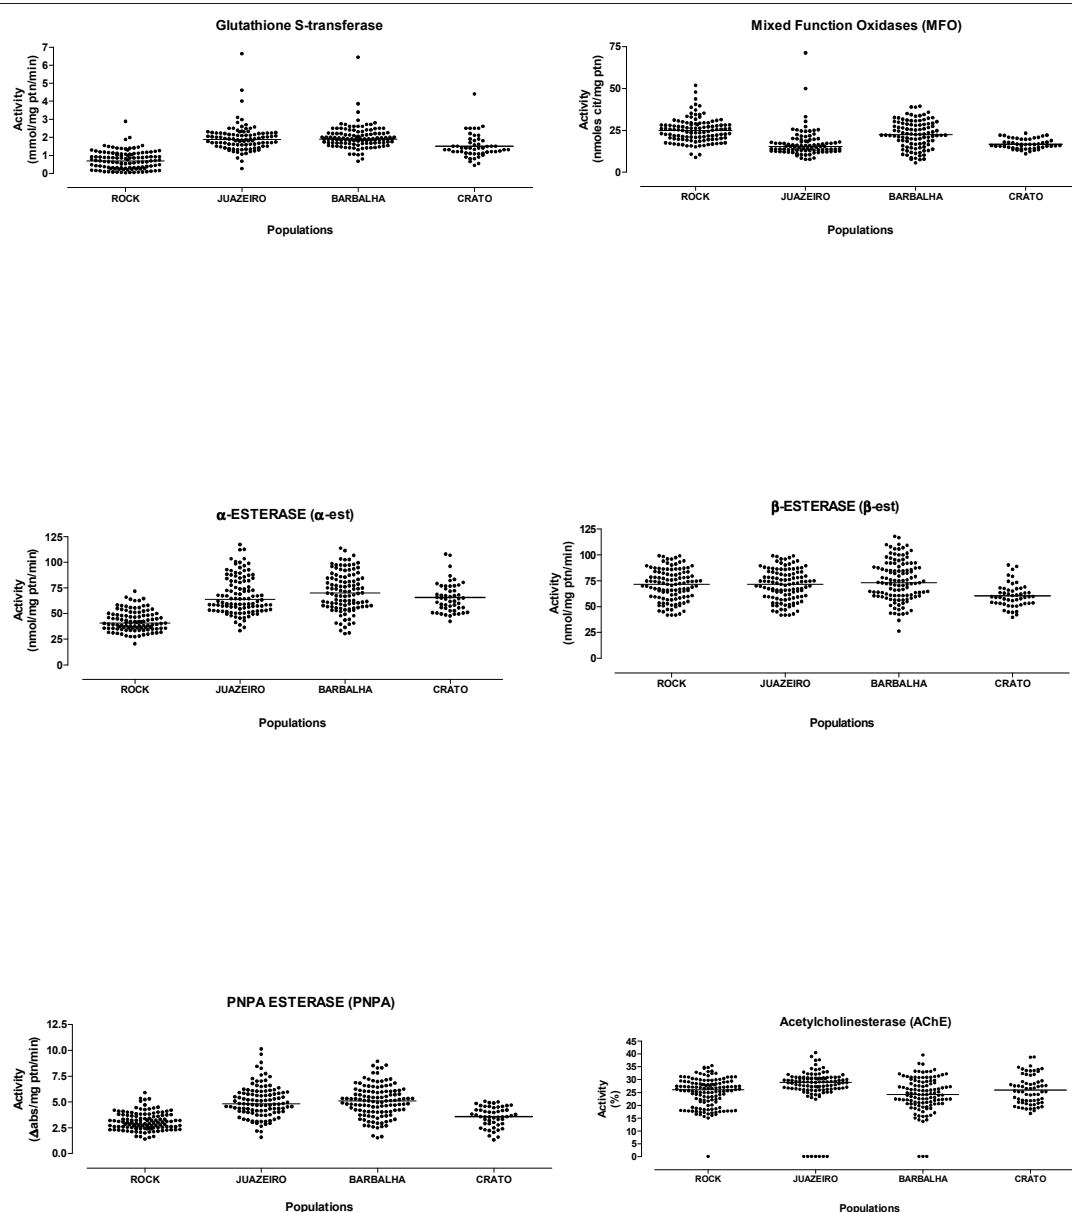 Glutathione S-transferase
Activity
(mmol/mg ptn/min)
7
6
5
4
3
2
1
0
ROCK JUAZEIRO BARBALHA CRATO
Populations
Mixed Function Oxidases (MFO)
Activity
(nmoles cit/mg ptn)
75
50
25
0
ROCK JUAZEIRO BARBALHA CRATO
Populations
α-ESTERASE (α-est)
Activity
(nmol/mg ptn/min)
125
100
75
50
25
0
ROCK JUAZEIRO BARBALHA CRATO
Populations
β-ESTERASE (β-est)
Activity
(nmol/mg ptn/min)
125
100
75
50
25
0
ROCK JUAZEIRO BARBALHA CRATO
Populations
PNPA ESTERASE (PNPA)
Activity
(Δabs/mg ptn/min)
12.5
10.0
7.5
5.0
2.5
0.0
ROCK JUAZEIRO BARBALHA CRATO
Populations
Acetylcholinesterase (AChE)
Activity
(%)
45
40
35
30
25
20
15
10
5
0
ROCK JUAZEIRO BARBALHA CRATO
Populations